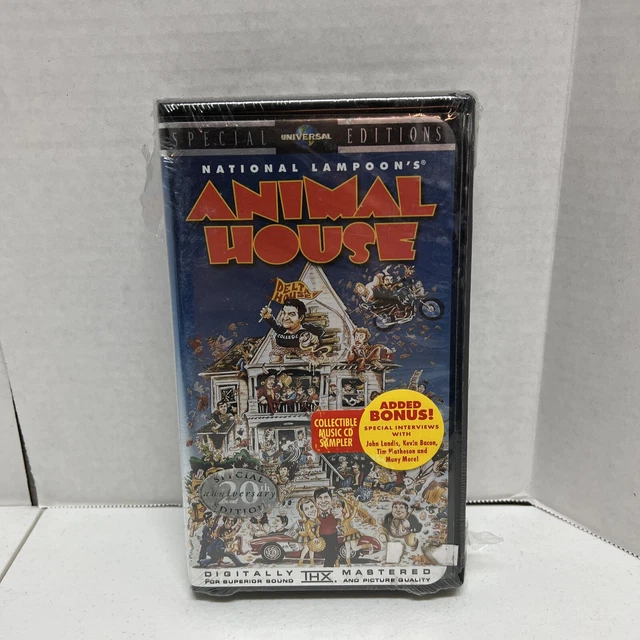 SPECIAL UNIVERSAL EDITIONS
NATIONAL LAMPOON'S®
ANIMAL
HOUSE
DELTA
HOUSE
COLLEGE
COLLECTIBLE
MUSIC CD
SAMPLER
ADDED
BONUS!
SPECIAL INTERVIEWS
WITH
John Landis, Kevin Bacon,
Tim Matheson and
Many More!
SPECIAL
20
anniversary
EDITION
DIGITALLY THX MASTERED
FOR SUPERIOR SOUND AND PICTURE QUALITY